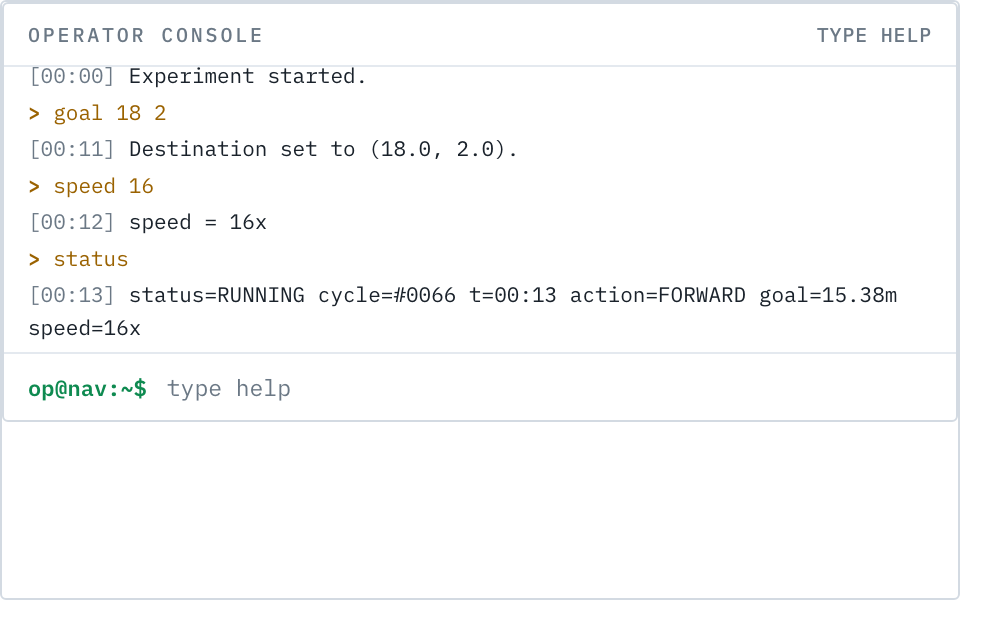 OPERATOR CONSOLE
TYPE HELP
[00:00] Experiment started.
> goal 18 2
[00:11] Destination set to (18.0, 2.0).
> speed 16
[00:12] speed = 16x
> status
[00:13] status=RUNNING cycle=#0066 t=00:13 action=FORWARD goal=15.38m
speed=16x
op@nav:~$ type help